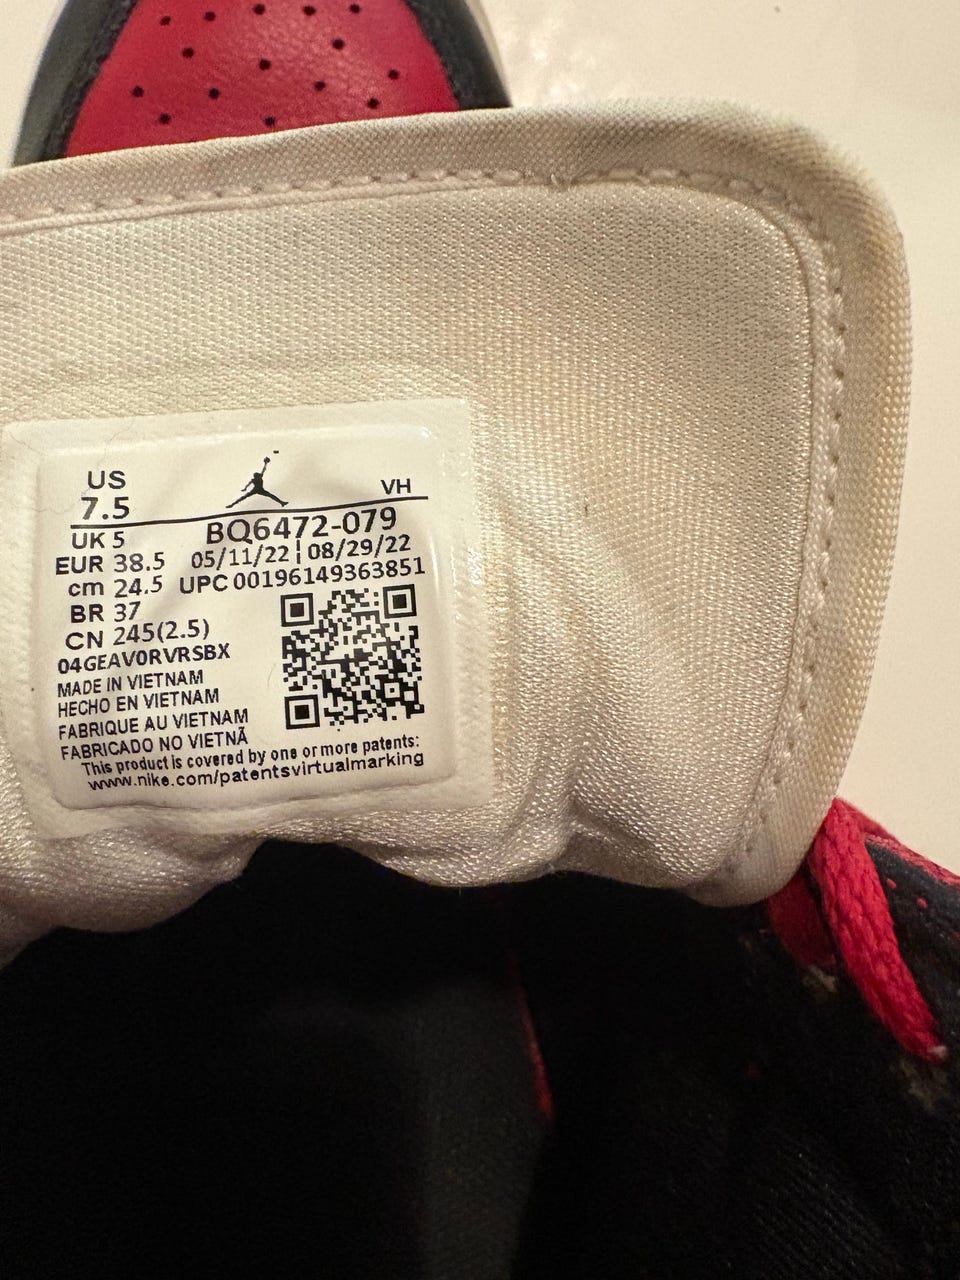 US
7.5
VH
UK 5
BQ6472-079
EUR 38.5
05/11/22 | 08/29/22
cm 24.5
UPC 00196149363851
BR 37
CN 245(2.5)
04GEAV0RVRSBX
MADE IN VIETNAM
HECHO EN VIETNAM
FABRIQUE AU VIETNAM
FABRICADO NO VIETNÃ
This product is covered by one or more patents:
www.nike.com/patentsvirtualmarking